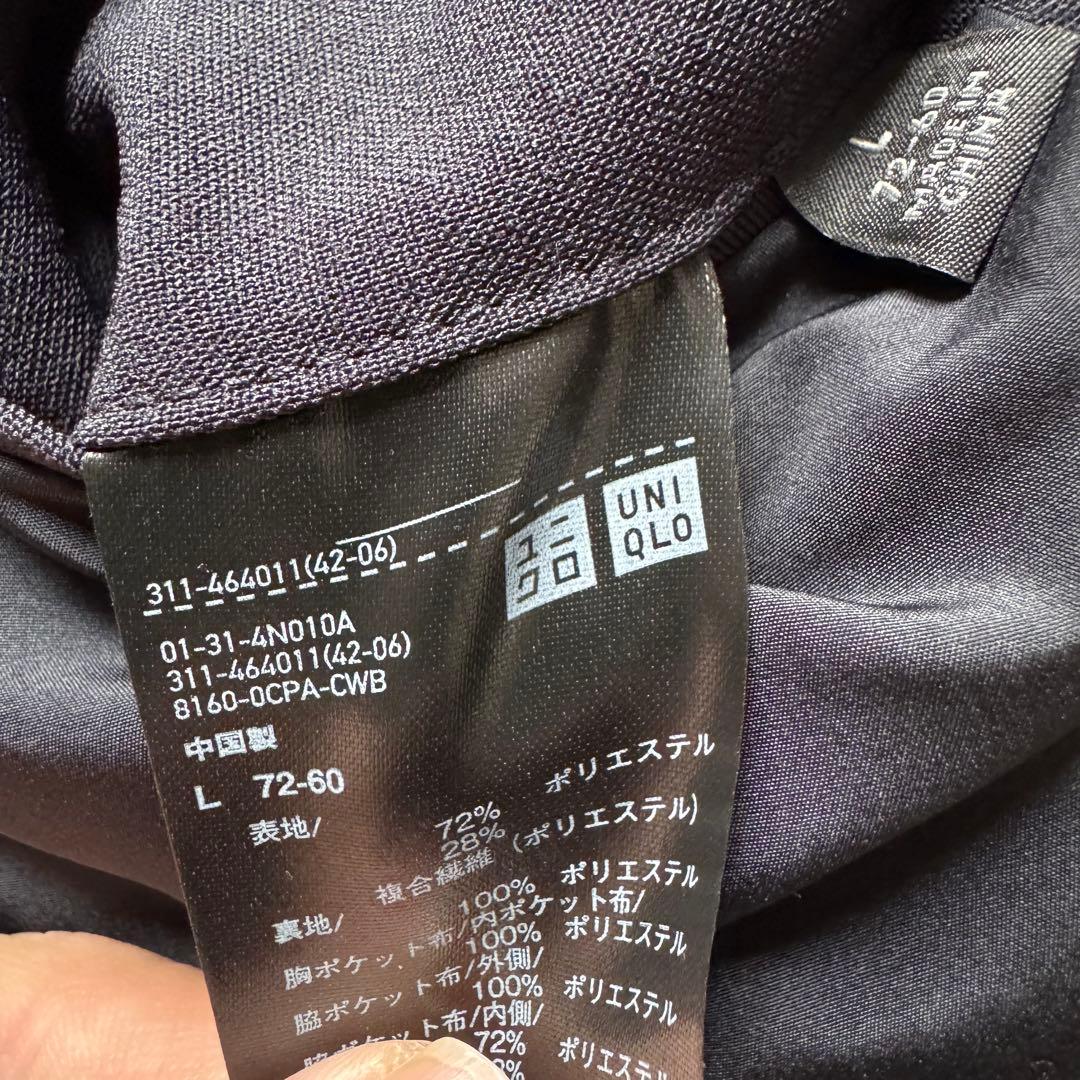 L
72-60
MADE IN
CHINA
311-464011(42-06)
ユニクロ
UNI
QLO
01-31-4N010A
311-464011(42-06)
8160-0CPA-CWB
中国製
L 72-60
表地/
72% ポリエステル
28%
複合繊維 (ポリエステル)
裏地/
100% ポリエステル
胸ポケット布/内ポケット布/
100% ポリエステル
脇ポケット布/外側/
100% ポリエステル
脇ポケット布/内側/
72% ポリエステル